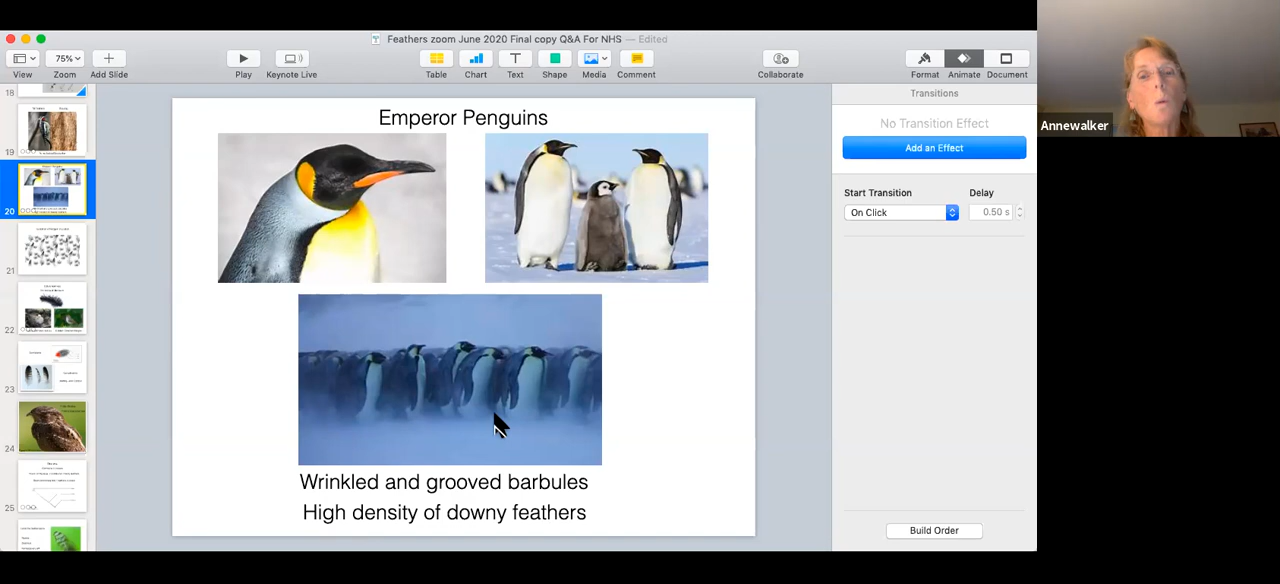 Feathers zoom June 2020 Final copy Q&A For NHS — Edited
75%
View
Zoom
Add Slide
Play
Keynote Live
Table
Chart
Text
Shape
Media
Comment
Collaborate
Format
Animate
Document
18
19
20
21
22
23
24
25
Emperor Penguins
Wrinkled and grooved barbules
High density of downy feathers
Transitions
No Transition Effect
Add an Effect
Start Transition
Delay
On Click
0.50 s
Build Order
Annewalker